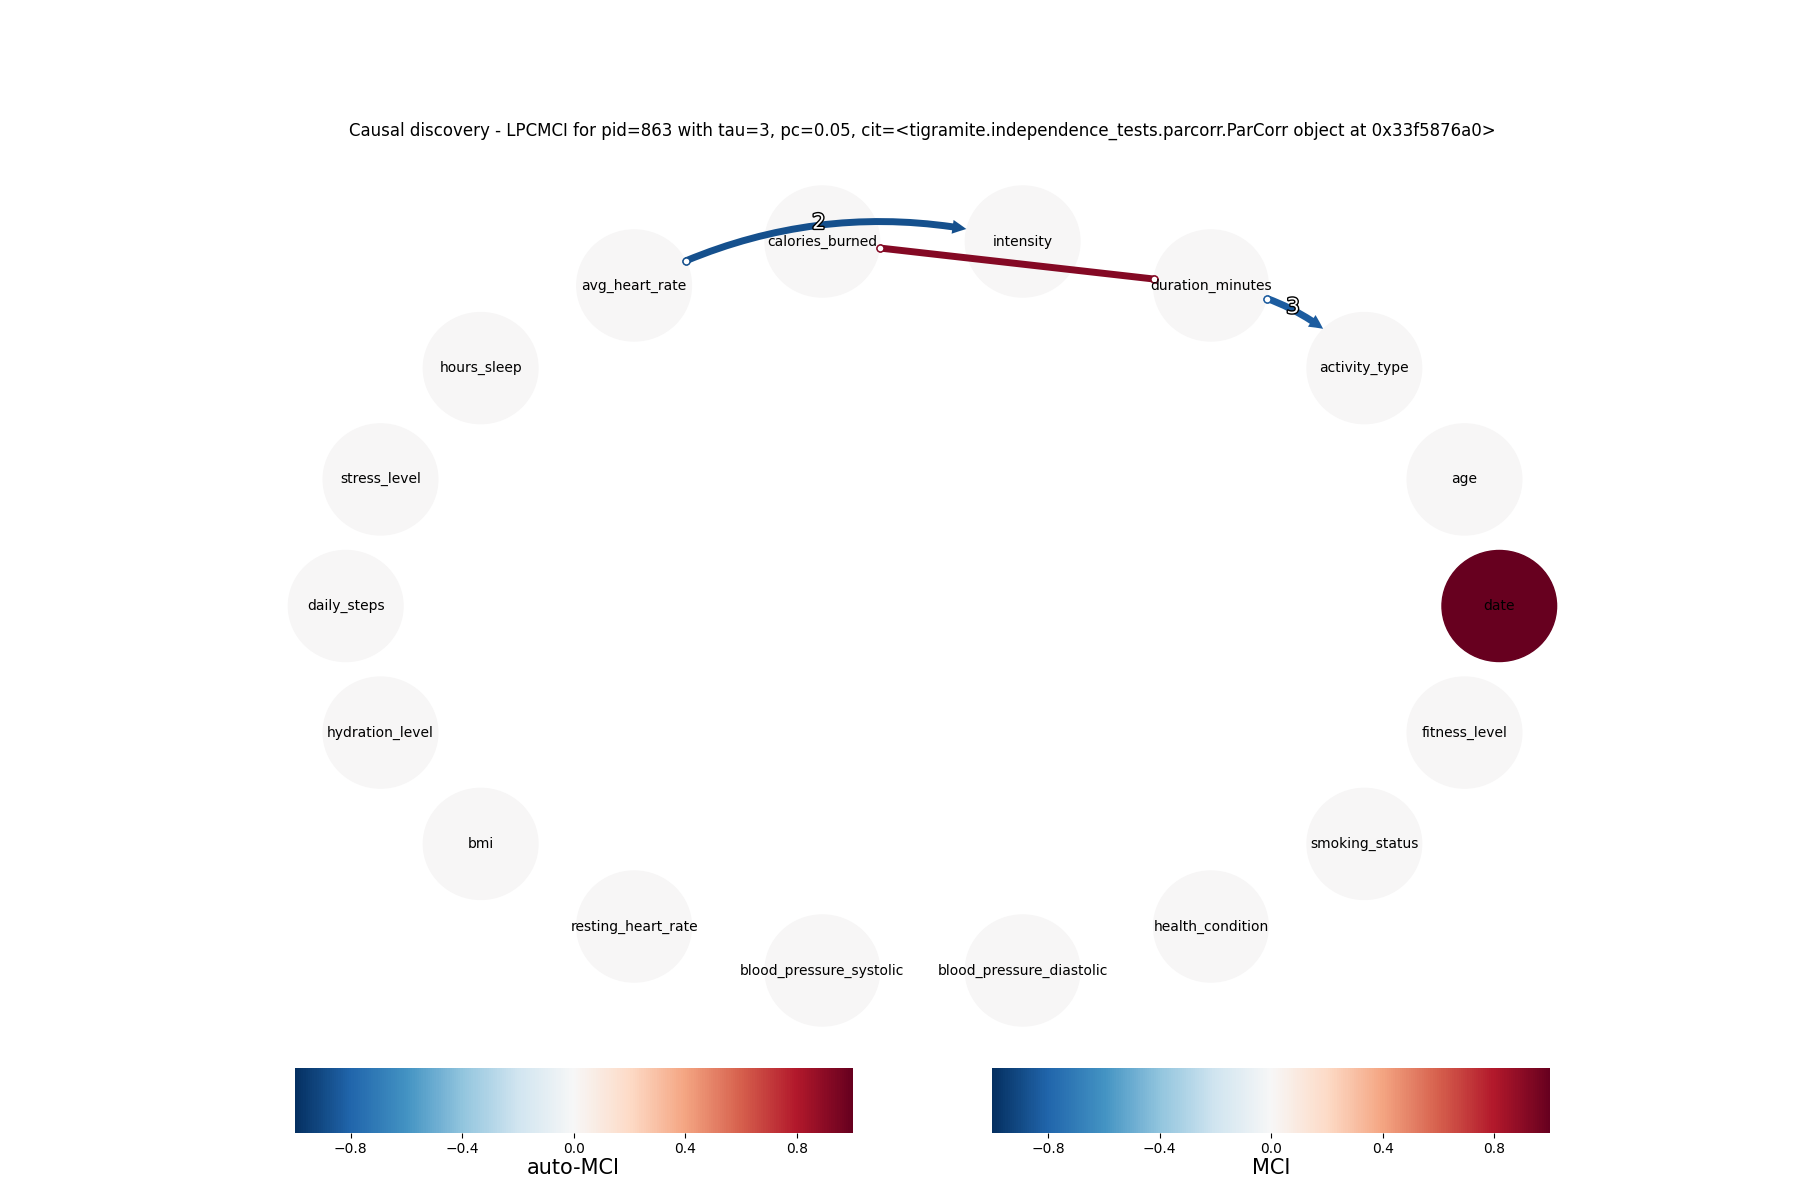 Causal discovery - LPCMCI for pid=863 with tau=3, pc=0.05, cit=<tigramite.independence_tests.parcorr.ParCorr object at 0x33f5876a0>
2
calories_burned
intensity
avg_heart_rate
duration_minutes
3
hours_sleep
activity_type
stress_level
age
daily_steps
date
hydration_level
fitness_level
bmi
smoking_status
resting_heart_rate
health_condition
blood_pressure_systolic
blood_pressure_diastolic
−0.8 −0.4 0.0 0.4 0.8
auto-MCI
−0.8 −0.4 0.0 0.4 0.8
MCI